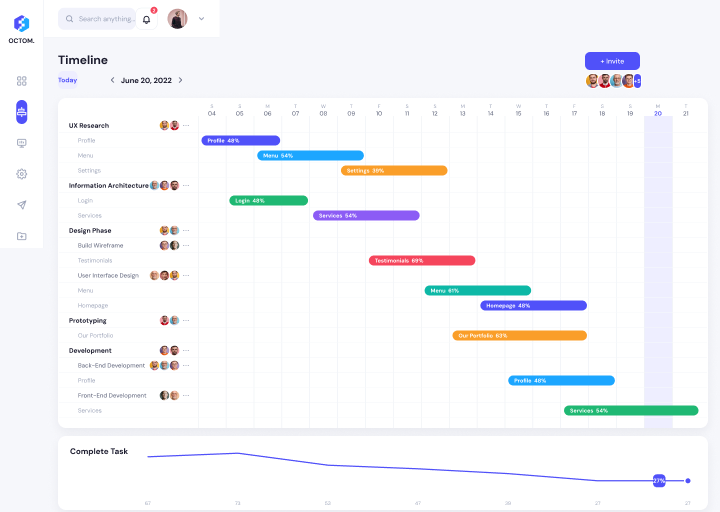 Search anything...
3
OCTOM.
Timeline
+ Invite
Today
June 20, 2022
S S M T W T F S S M T W T F S S M T
04 05 06 07 08 09 10 11 12 13 14 15 16 17 18 19 20 21
UX Research
Profile
Profile 48%
Menu
Menu 54%
Settings
Settings 39%
Information Architecture
Login
Login 48%
Services
Services 54%
Design Phase
Build Wireframe
Testimonials
Testimonials 69%
User Interface Design
Menu
Menu 61%
Homepage
Homepage 48%
Prototyping
Our Portfolio
Our Portfolio 63%
Development
Back-End Development
Profile
Profile 48%
Front-End Development
Services
Services 54%
Complete Task
27%
67 73 53 47 39 27 27